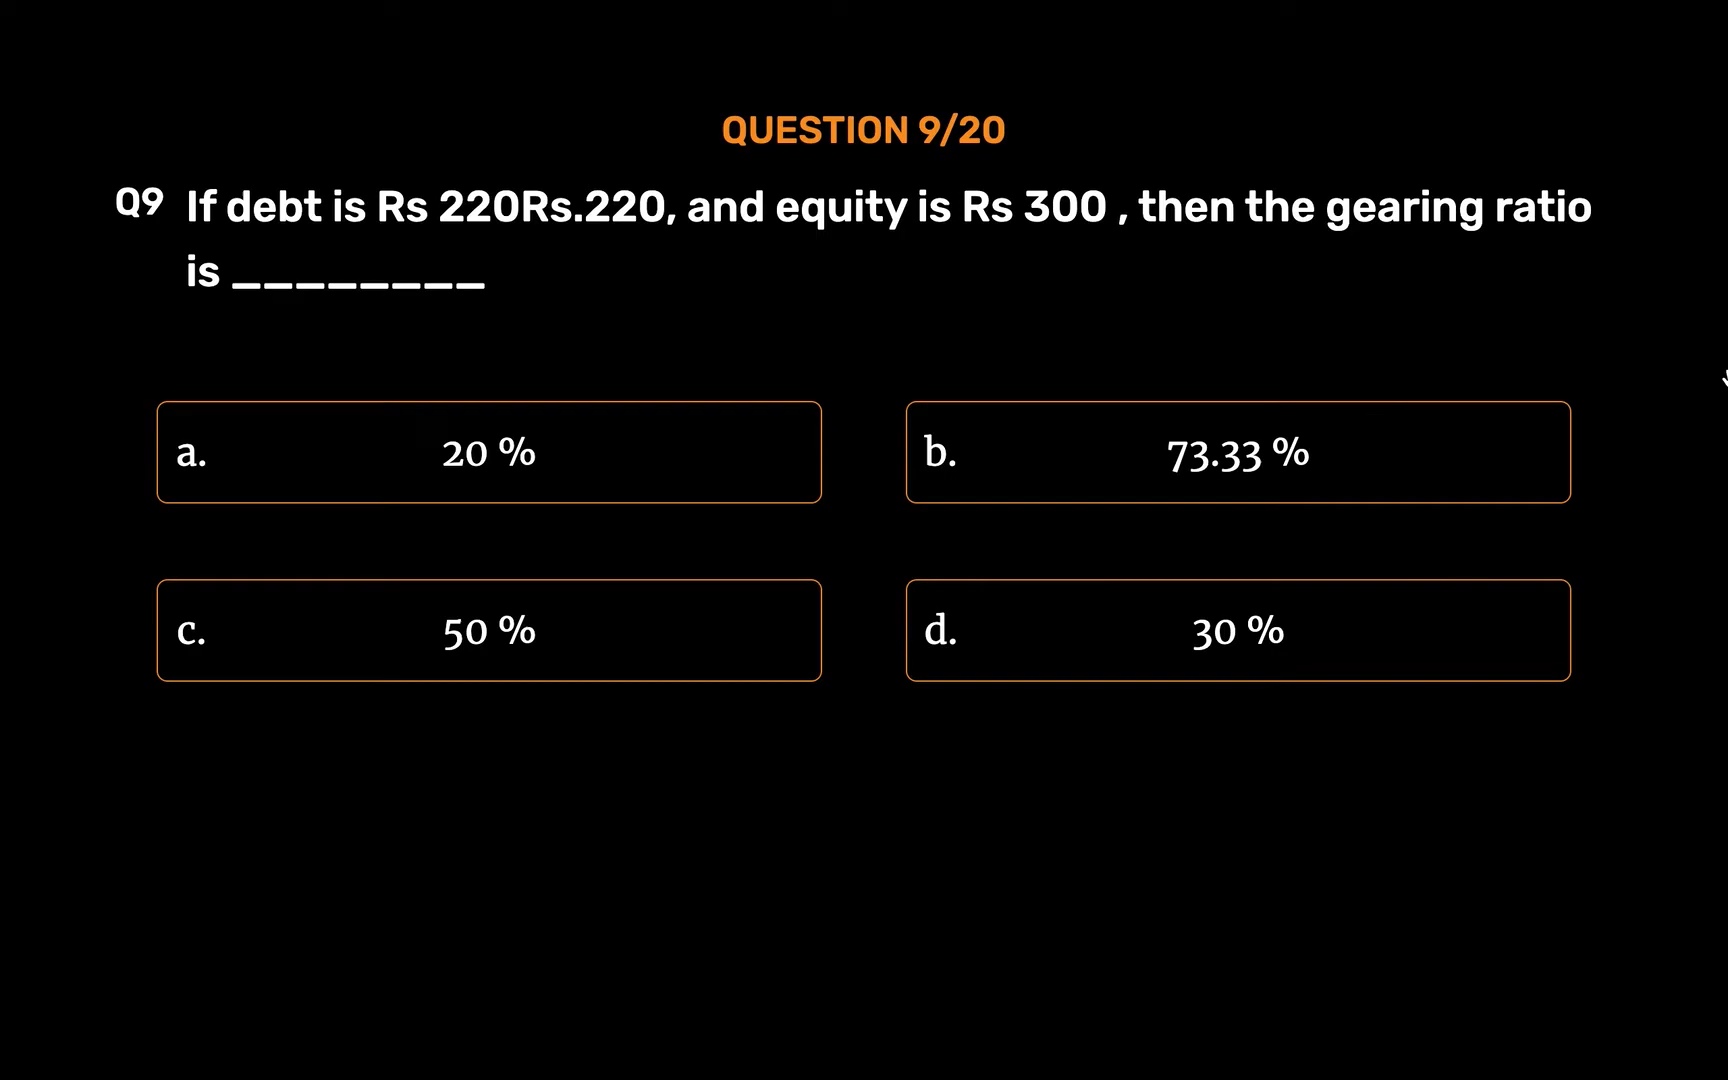 QUESTION 9/20
Q9 If debt is Rs 220Rs.220, and equity is Rs 300 , then the gearing ratio
is ________
a. 20 %
b. 73.33 %
c. 50 %
d. 30 %